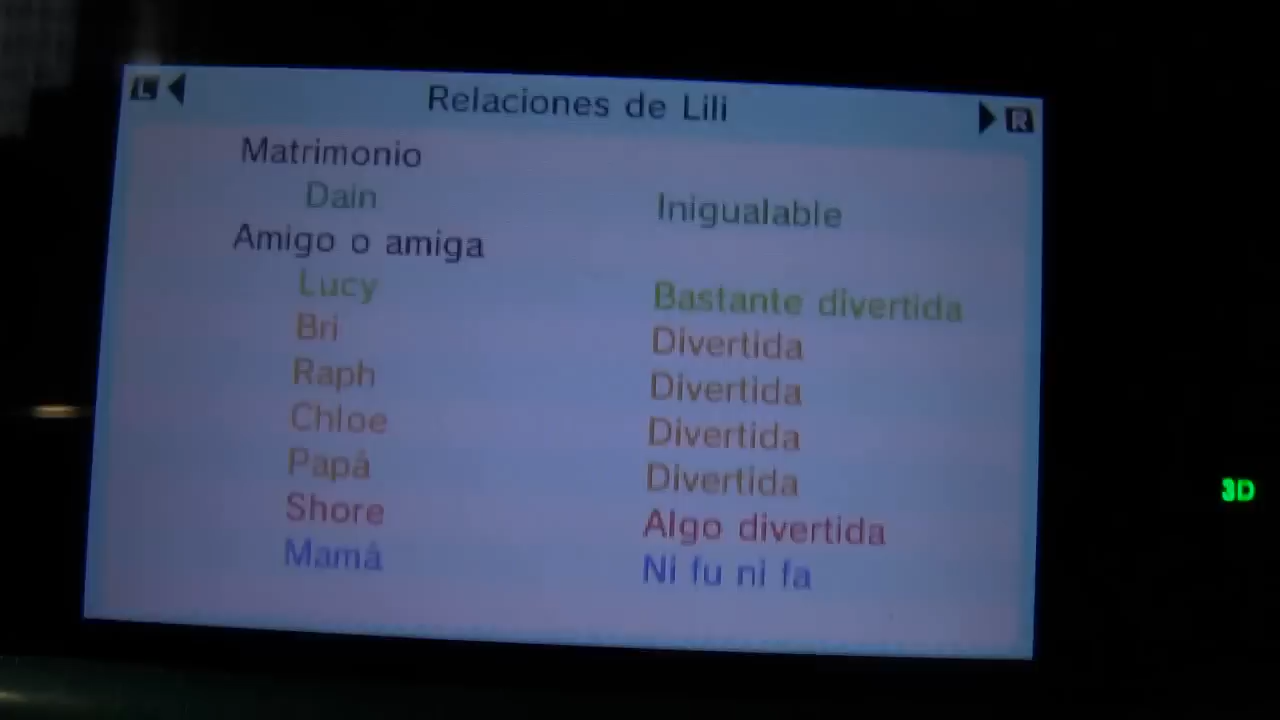 L Relaciones de Lili R
Matrimonio
Dain Inigualable
Amigo o amiga
Lucy Bastante divertida
Bri Divertida
Raph Divertida
Chloe Divertida
Papá Divertida
Shore Algo divertida
Mamá Ni fu ni fa
3D